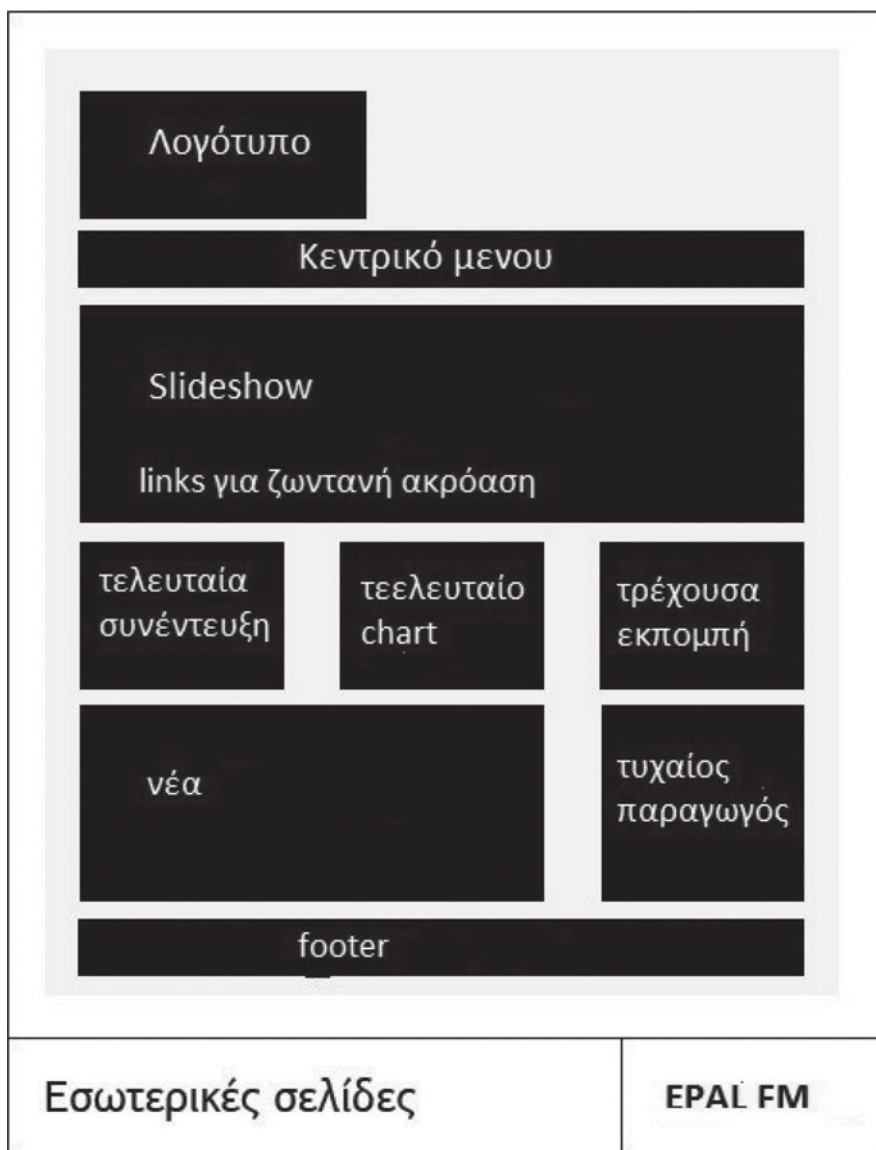 Λογότυπο
Κεντρικό μενου
Slideshow
links για ζωντανή ακρόαση
τελευταία
συνέντευξη
τεελευταίο
chart
τρέχουσα
εκπομπή
νέα
τυχαίος
παραγωγός
footer
Εσωτερικές σελίδες
EPAL FM